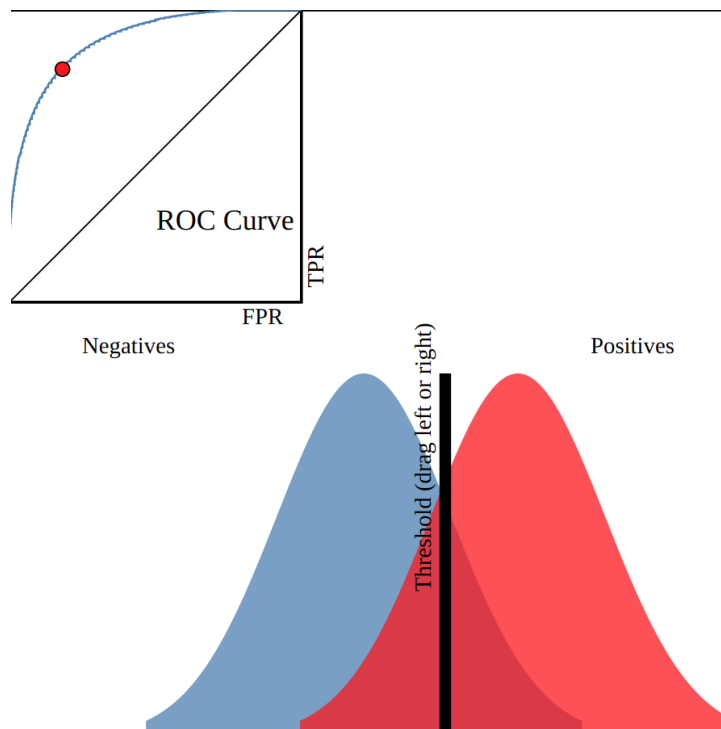 ROC Curve
TPR
FPR
Negatives
Threshold (drag left or right)
Positives